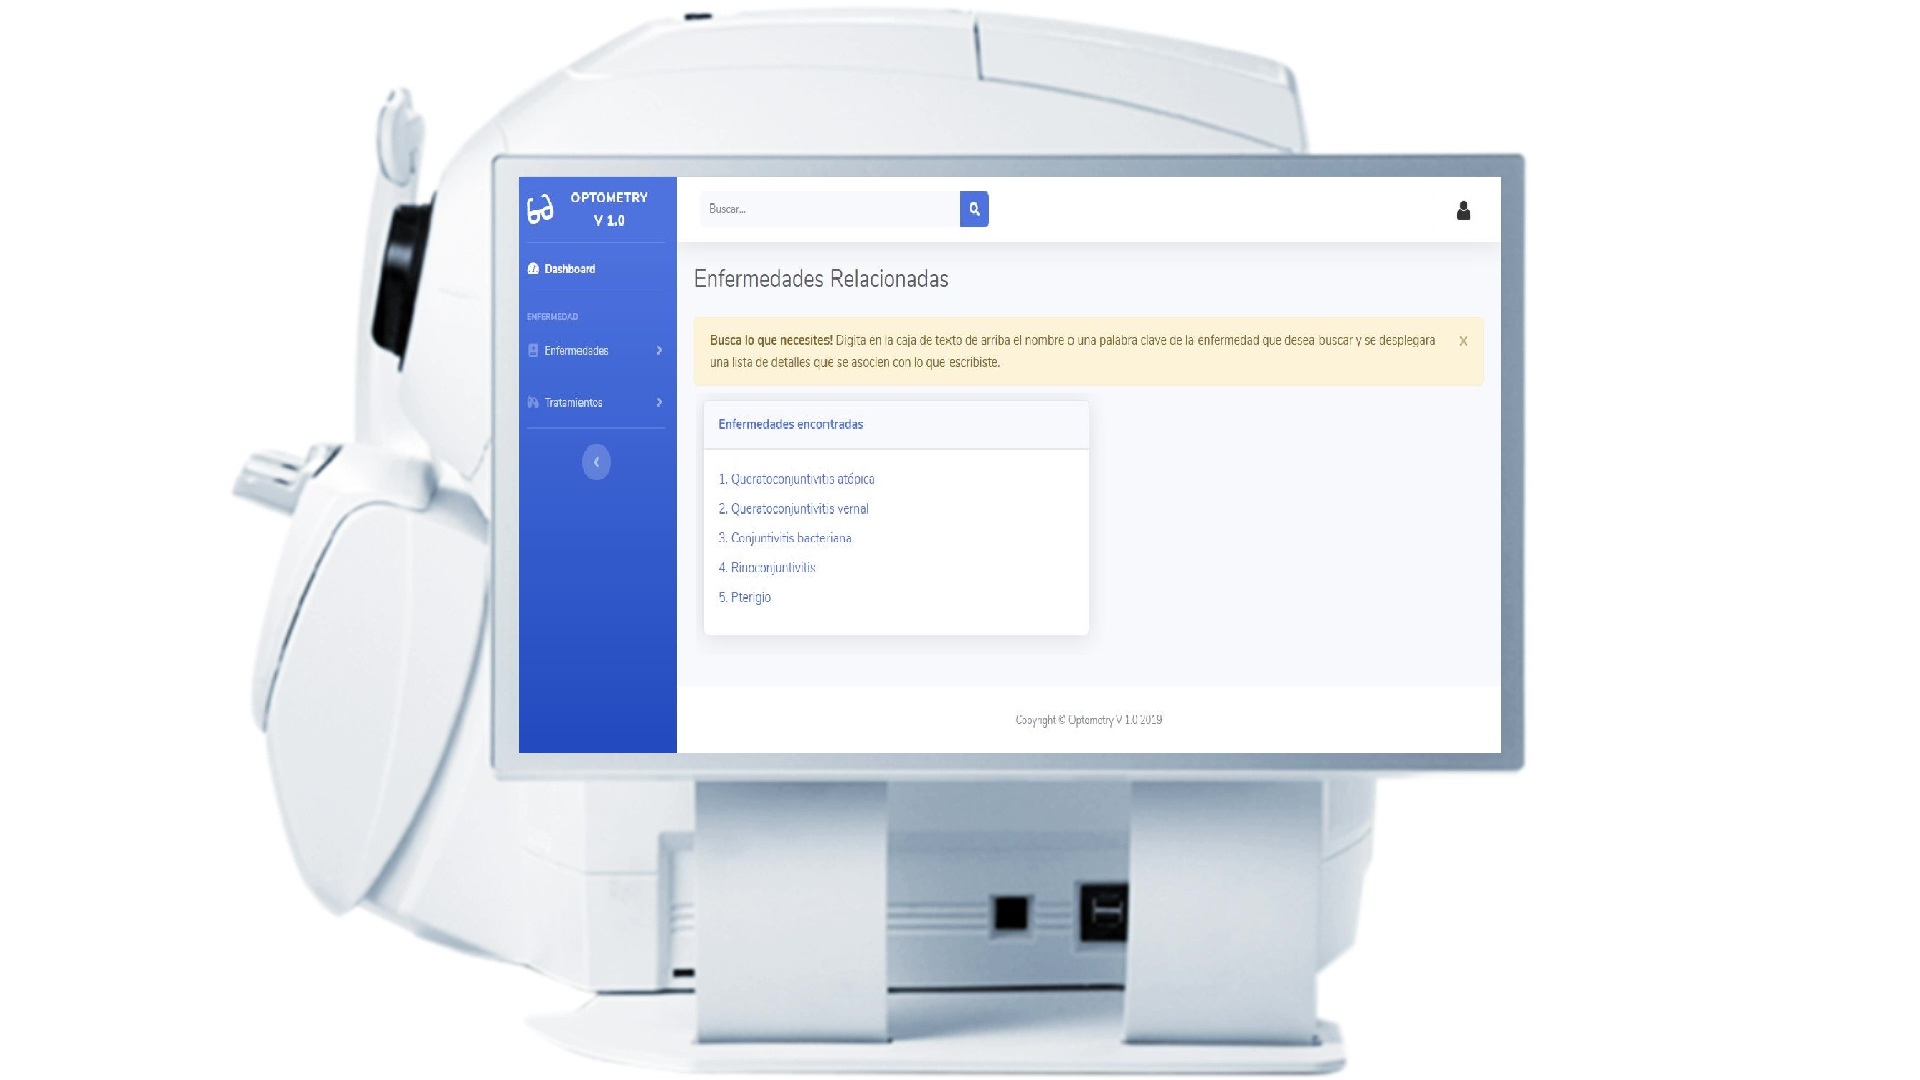 OPTOMETRY
V 1.0
Buscar...
Dashboard
ENFERMEDAD
Enfermedades
Tratamientos
Enfermedades Relacionadas
Busca lo que necesites! Digita en la caja de texto de arriba el nombre o una palabra clave de la enfermedad que desea buscar y se desplegara
una lista de detalles que se asocien con lo que escribiste.
Enfermedades encontradas
1. Queratoconjuntivitis atópica
2. Queratoconjuntivitis vernal
3. Conjuntivitis bacteriana
4. Rinoconjuntivitis
5. Pterigio
Copyright © Optometry V 1.0 2019